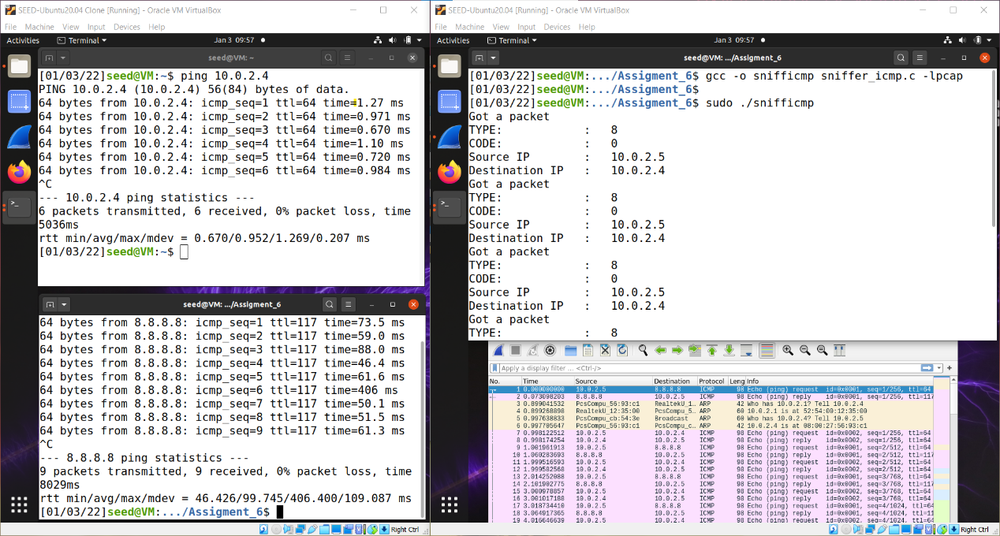 SEED-Ubuntu20.04 Clone [Running] - Oracle VM VirtualBox
File Machine View Input Devices Help
Activities Terminal Jan 3 09:57
seed@VM: ~
[01/03/22]seed@VM:~$ ping 10.0.2.4
PING 10.0.2.4 (10.0.2.4) 56(84) bytes of data.
64 bytes from 10.0.2.4: icmp_seq=1 ttl=64 time=1.27 ms
64 bytes from 10.0.2.4: icmp_seq=2 ttl=64 time=0.971 ms
64 bytes from 10.0.2.4: icmp_seq=3 ttl=64 time=0.670 ms
64 bytes from 10.0.2.4: icmp_seq=4 ttl=64 time=1.10 ms
64 bytes from 10.0.2.4: icmp_seq=5 ttl=64 time=0.720 ms
64 bytes from 10.0.2.4: icmp_seq=6 ttl=64 time=0.984 ms
^C
--- 10.0.2.4 ping statistics ---
6 packets transmitted, 6 received, 0% packet loss, time
5036ms
rtt min/avg/max/mdev = 0.670/0.952/1.269/0.207 ms
[01/03/22]seed@VM:~$
seed@VM: .../Assigment_6
64 bytes from 8.8.8.8: icmp_seq=1 ttl=117 time=73.5 ms
64 bytes from 8.8.8.8: icmp_seq=2 ttl=117 time=59.0 ms
64 bytes from 8.8.8.8: icmp_seq=3 ttl=117 time=88.0 ms
64 bytes from 8.8.8.8: icmp_seq=4 ttl=117 time=46.4 ms
64 bytes from 8.8.8.8: icmp_seq=5 ttl=117 time=61.6 ms
64 bytes from 8.8.8.8: icmp_seq=6 ttl=117 time=406 ms
64 bytes from 8.8.8.8: icmp_seq=7 ttl=117 time=50.1 ms
64 bytes from 8.8.8.8: icmp_seq=8 ttl=117 time=51.5 ms
64 bytes from 8.8.8.8: icmp_seq=9 ttl=117 time=61.3 ms
^C
--- 8.8.8.8 ping statistics ---
9 packets transmitted, 9 received, 0% packet loss, time
8029ms
rtt min/avg/max/mdev = 46.426/99.745/406.400/109.087 ms
[01/03/22]seed@VM:.../Assigment_6$
Right Ctrl
SEED-Ubuntu20.04 [Running] - Oracle VM VirtualBox
File Machine View Input Devices Help
Activities Terminal Jan 3 09:57
seed@VM: .../Assigment_6
[01/03/22]seed@VM:.../Assigment_6$ gcc -o snifficmp sniffer_icmp.c -lpcap
[01/03/22]seed@VM:.../Assigment_6$
[01/03/22]seed@VM:.../Assigment_6$ sudo ./snifficmp
Got a packet
TYPE: : 8
CODE: : 0
Source IP : 10.0.2.5
Destination IP : 10.0.2.4
Got a packet
TYPE: : 8
CODE: : 0
Source IP : 10.0.2.5
Destination IP : 10.0.2.4
Got a packet
TYPE: : 8
CODE: : 0
Source IP : 10.0.2.5
Destination IP : 10.0.2.4
Got a packet
TYPE: : 8
Apply a display filter ... <Ctrl-/>
No. Time Source Destination Protocol Leng Info
1 0.000000000 10.0.2.5 8.8.8.8 ICMP 98 Echo (ping) request id=0x0001, seq=1/256, ttl=64
2 0.073098203 8.8.8.8 10.0.2.5 ICMP 98 Echo (ping) reply id=0x0001, seq=1/256, ttl=117
3 0.899041532 PcsCompu_56:93:c1 RealtekU_1... ARP 42 Who has 10.0.2.1? Tell 10.0.2.4
4 0.899268898 RealtekU_12:35:00 PcsCompu_5... ARP 60 10.0.2.1 is at 52:54:00:12:35:00
5 0.997638833 PcsCompu_cb:54:3e Broadcast ARP 60 Who has 10.0.2.4? Tell 10.0.2.5
6 0.997705647 PcsCompu_56:93:c1 PcsCompu_c... ARP 42 10.0.2.4 is at 08:00:27:56:93:c1
7 0.998122512 10.0.2.5 10.0.2.4 ICMP 98 Echo (ping) request id=0x0002, seq=1/256, ttl=64
8 0.998174254 10.0.2.4 10.0.2.5 ICMP 98 Echo (ping) reply id=0x0002, seq=1/256, ttl=64
9 1.001961913 10.0.2.5 8.8.8.8 ICMP 98 Echo (ping) request id=0x0001, seq=2/512, ttl=64
10 1.060283693 8.8.8.8 10.0.2.5 ICMP 98 Echo (ping) reply id=0x0001, seq=2/512, ttl=117
11 1.999516593 10.0.2.5 10.0.2.4 ICMP 98 Echo (ping) request id=0x0002, seq=2/512, ttl=64
12 1.999582568 10.0.2.4 10.0.2.5 ICMP 98 Echo (ping) reply id=0x0002, seq=2/512, ttl=64
13 2.014252088 10.0.2.5 8.8.8.8 ICMP 98 Echo (ping) request id=0x0001, seq=3/768, ttl=64
14 2.101902775 8.8.8.8 10.0.2.5 ICMP 98 Echo (ping) reply id=0x0001, seq=3/768, ttl=117
15 3.000978857 10.0.2.5 10.0.2.4 ICMP 98 Echo (ping) request id=0x0002, seq=3/768, ttl=64
16 3.001017188 10.0.2.4 10.0.2.5 ICMP 98 Echo (ping) reply id=0x0002, seq=3/768, ttl=64
17 3.018734410 10.0.2.5 8.8.8.8 ICMP 98 Echo (ping) request id=0x0001, seq=4/1024, ttl=64
18 3.064917365 8.8.8.8 10.0.2.5 ICMP 98 Echo (ping) reply id=0x0001, seq=4/1024, ttl=11
19 4.016646639 10.0.2.5 10.0.2.4 ICMP 98 Echo (ping) request id=0x0002, seq=4/1024, ttl=64
Right Ctrl